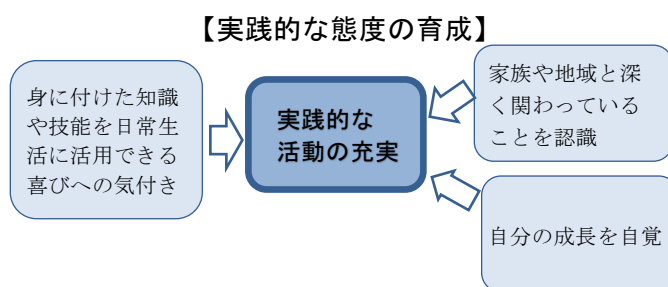 【実践的な態度の育成】
身に付けた知識
や技能を日常生
活に活用できる
喜びへの気付き
実践的な
活動の充実
家族や地域と深
く関わっている
ことを認識
自分の成長を自覚